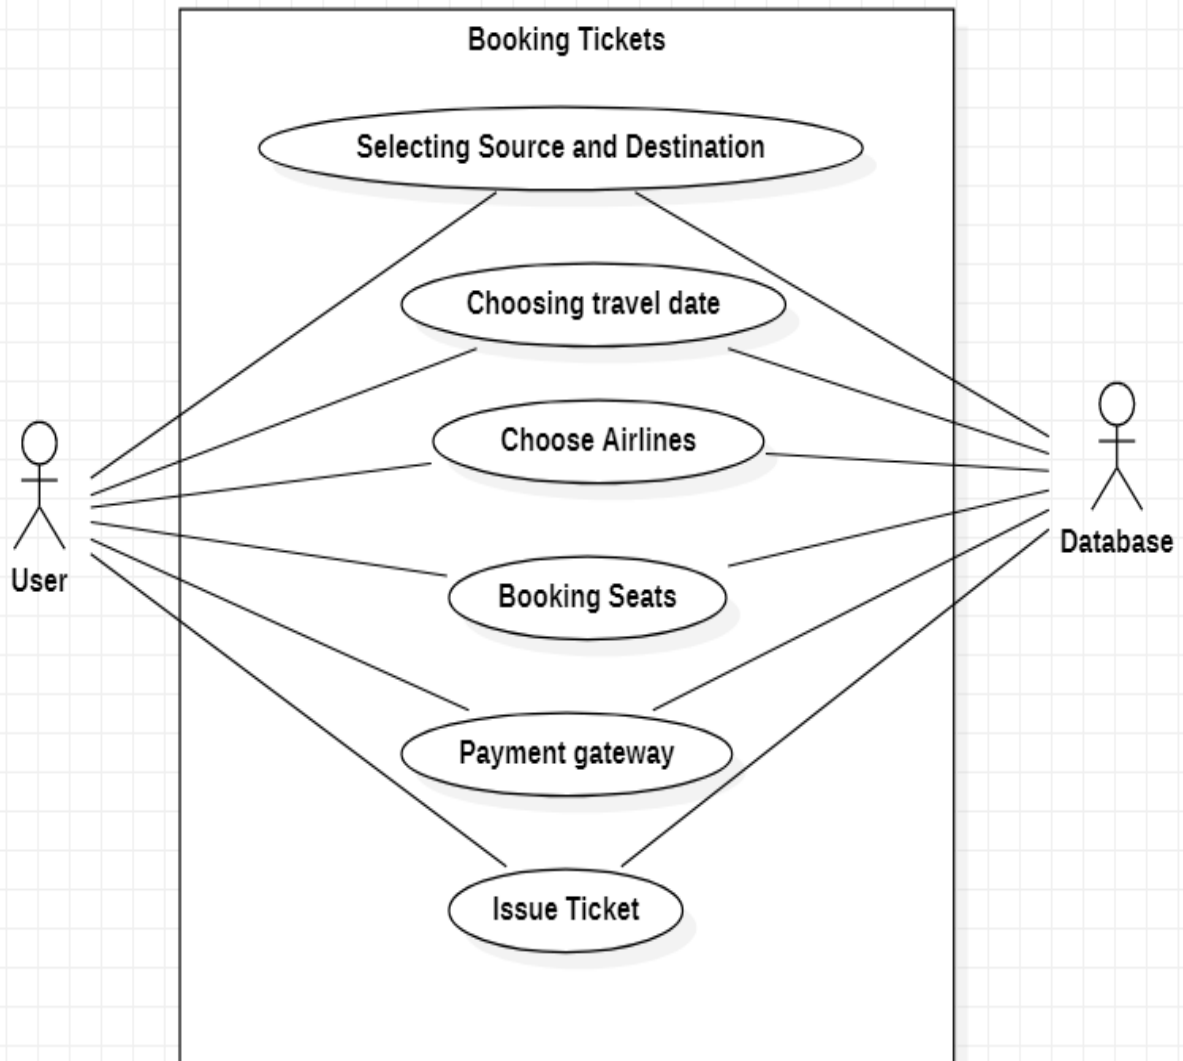 Booking Tickets
Selecting Source and Destination
Choosing travel date
Choose Airlines
User
Database
Booking Seats
Payment gateway
Issue Ticket